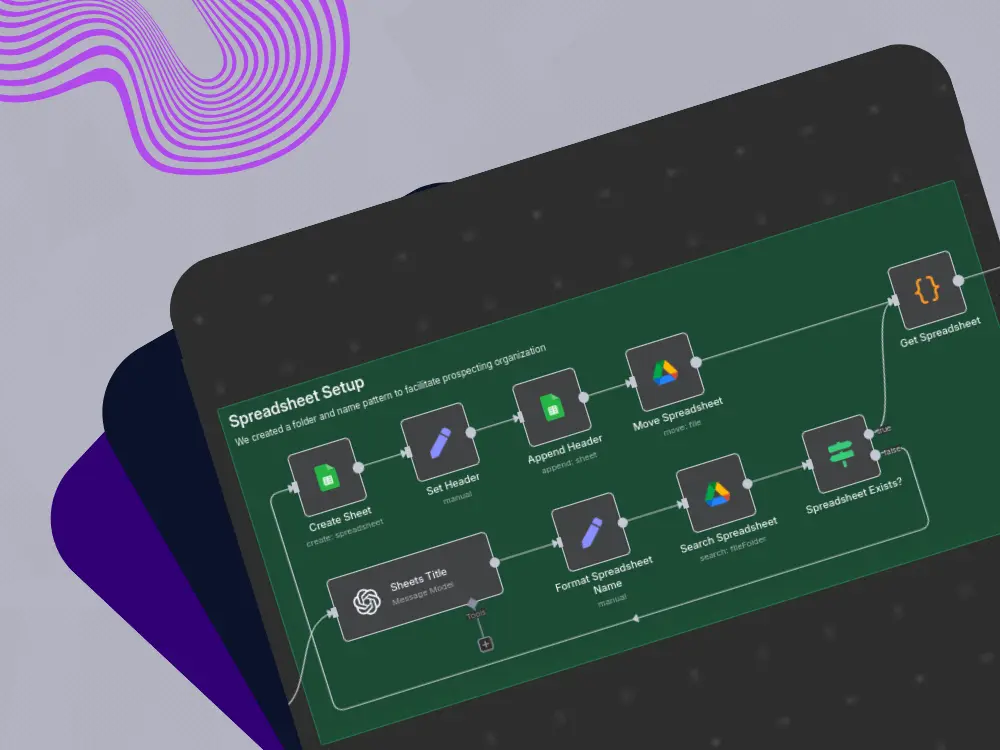 Spreadsheet Setup
We created a folder and name pattern to facilitate prospecting organization
Create Sheet
create: spreadsheet
Set Header
manual
Append Header
append: sheet
Move Spreadsheet
move: file
Get Spreadsheet
Sheets Title
Message Model
Tools
Format Spreadsheet
Name
manual
Search Spreadsheet
search: fileFolder
Spreadsheet Exists?
true
false